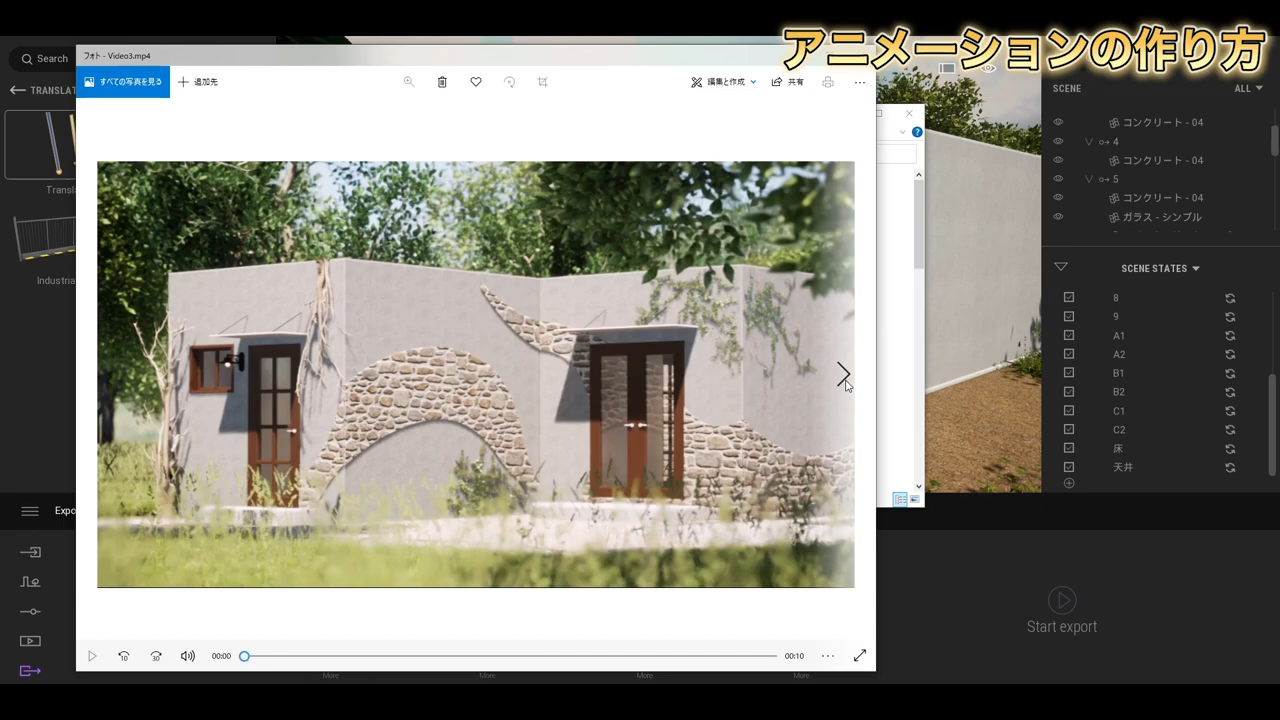 アニメーションの作り方
Search
TRANSLAT
Transla
Industria
フォト - Video3.mp4
すべての写真を見る
追加先
編集と作成
共有
SCENE
ALL
コンクリート - 04
4
コンクリート - 04
5
コンクリート - 04
ガラス - シンプル
SCENE STATES
8
9
A1
A2
B1
B2
C1
C2
床
天井
Expo
10
30
00:00
00:10
Start export
More
More
More
More